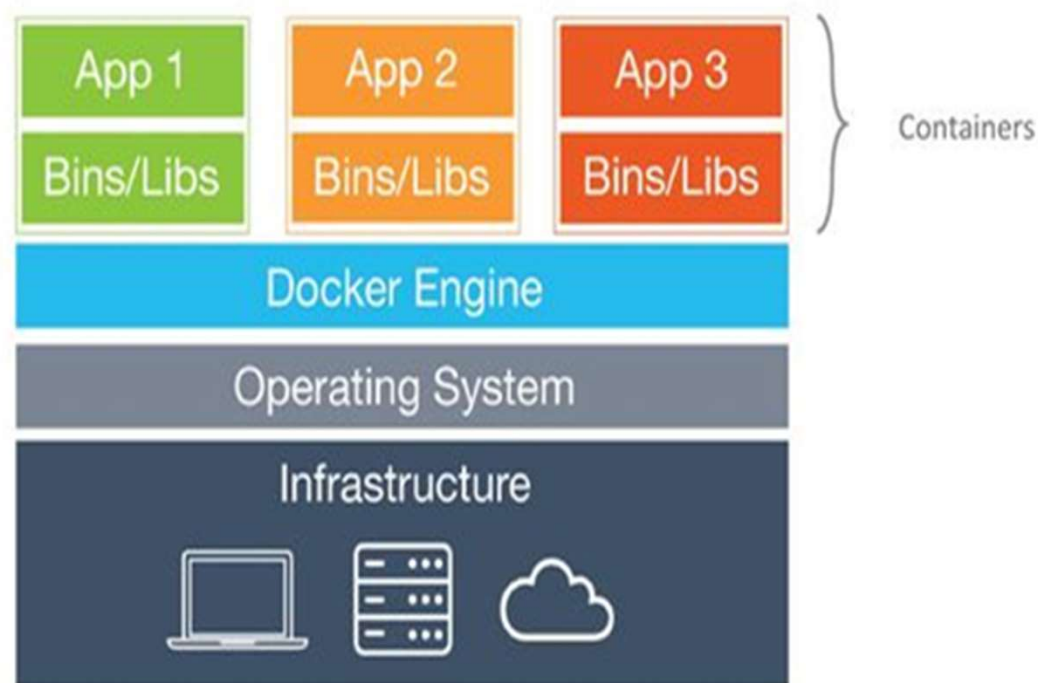 App 1
App 2
App 3
Containers
Bins/Libs
Bins/Libs
Bins/Libs
Docker Engine
Operating System
Infrastructure